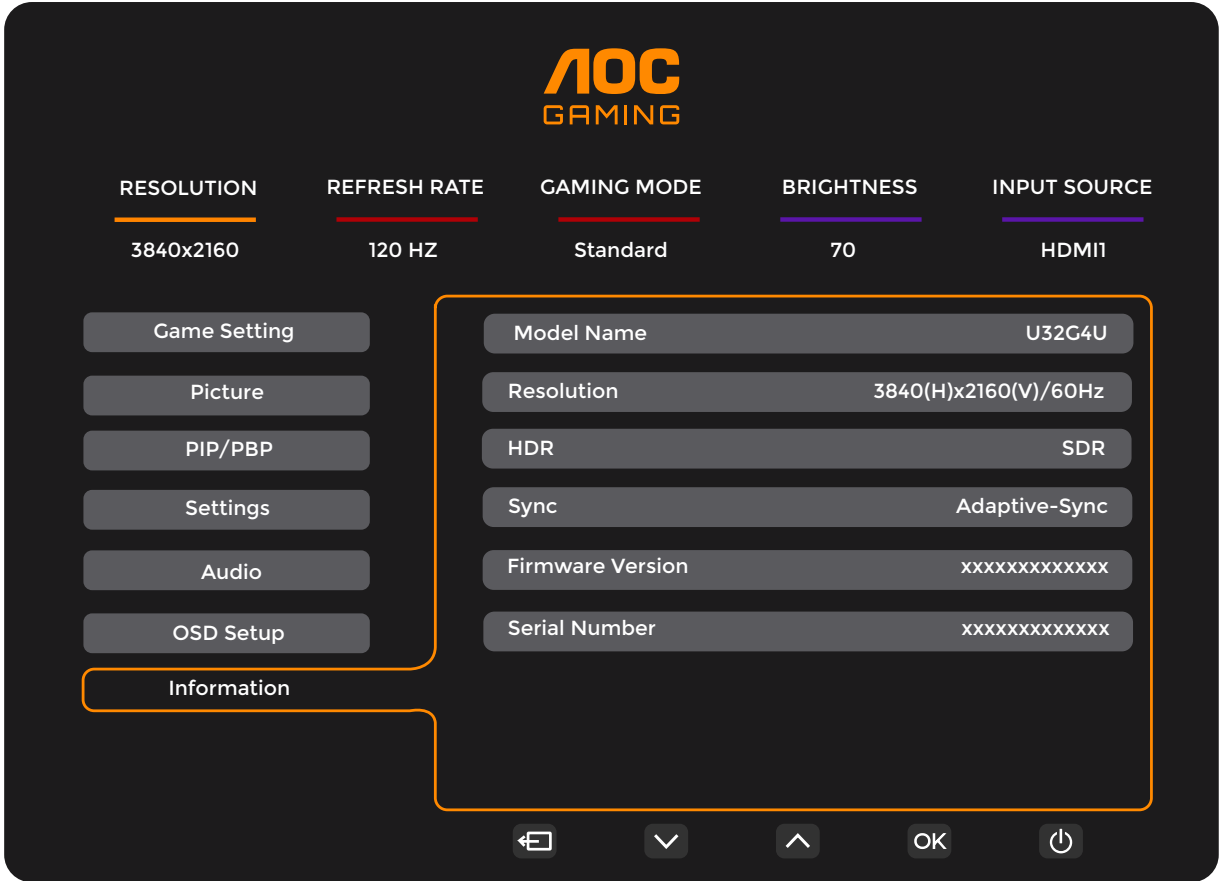 AOC
GAMING
RESOLUTION REFRESH RATE GAMING MODE BRIGHTNESS INPUT SOURCE
3840x2160 120 HZ Standard 70 HDMI1
Game Setting
Picture
PIP/PBP
Settings
Audio
OSD Setup
Information
Model Name U32G4U
Resolution 3840(H)x2160(V)/60Hz
HDR SDR
Sync Adaptive-Sync
Firmware Version xxxxxxxxxxxxx
Serial Number xxxxxxxxxxxxx
OK